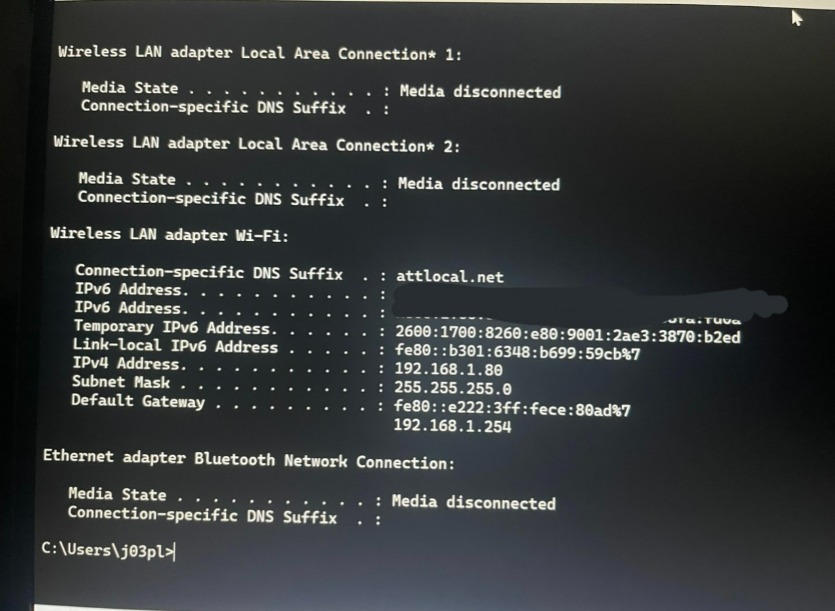 Wireless LAN adapter Local Area Connection* 1:
Media State . . . . . . . . . . . : Media disconnected
Connection-specific DNS Suffix . :
Wireless LAN adapter Local Area Connection* 2:
Media State . . . . . . . . . . . : Media disconnected
Connection-specific DNS Suffix . :
Wireless LAN adapter Wi-Fi:
Connection-specific DNS Suffix . : attlocal.net
IPv6 Address. . . . . . . . . . . :
IPv6 Address. . . . . . . . . . . :
Temporary IPv6 Address. . . . . . : 2600:1700:8260:e80:9001:2ae3:3870:b2ed
Link-local IPv6 Address . . . . . : fe80::b301:6348:b699:59cb%7
IPv4 Address. . . . . . . . . . . : 192.168.1.80
Subnet Mask . . . . . . . . . . . : 255.255.255.0
Default Gateway . . . . . . . . . : fe80::e222:3ff:fece:80ad%7
192.168.1.254
Ethernet adapter Bluetooth Network Connection:
Media State . . . . . . . . . . . : Media disconnected
Connection-specific DNS Suffix . :
C:\Users\j03pl>